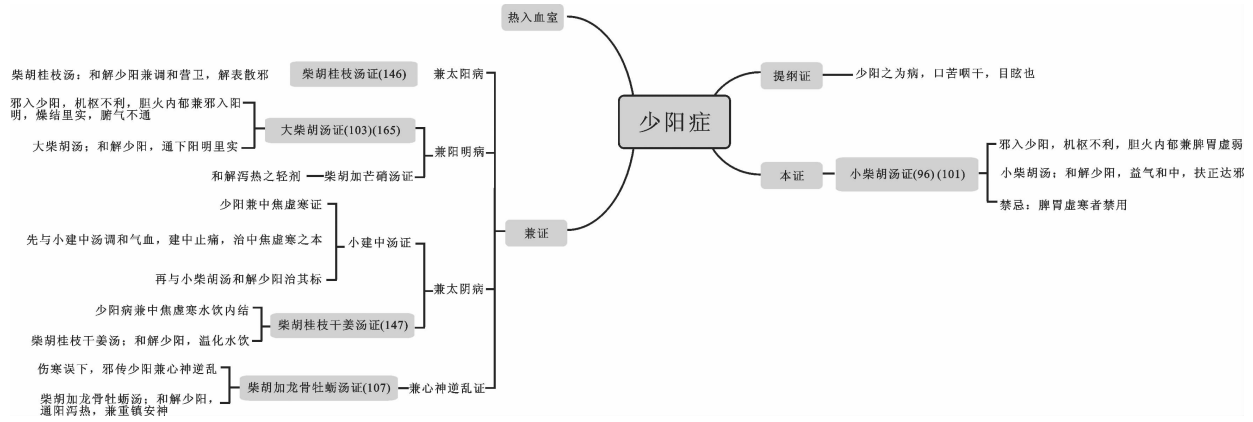 少阳症
提纲证
少阳之为病，口苦咽干，目眩也
本证
小柴胡汤证(96)(101)
邪入少阳，机枢不利，胆火内郁兼脾胃虚弱
小柴胡汤：和解少阳，益气和中，扶正达邪
禁忌：脾胃虚寒者禁用
热入血室
兼证
兼太阳病
柴胡桂枝汤证(146)
柴胡桂枝汤：和解少阳兼调和营卫，解表散邪
兼阳明病
大柴胡汤证(103)(165)
邪入少阳，机枢不利，胆火内郁兼邪入阳
明，燥结里实，腑气不通
大柴胡汤；和解少阳，通下阳明里实
柴胡加芒硝汤证
和解泻热之轻剂
兼太阴病
小建中汤证
少阳兼中焦虚寒证
先与小建中汤调和气血，建中止痛，治中焦虚寒之本
再与小柴胡汤和解少阳治其标
柴胡桂枝干姜汤证(147)
少阳病兼中焦虚寒水饮内结
柴胡桂枝干姜汤；和解少阳，温化水饮
兼心神逆乱证
柴胡加龙骨牡蛎汤证(107)
伤寒误下，邪传少阳兼心神逆乱
柴胡加龙骨牡蛎汤；和解少阳，
通阳泻热，兼重镇安神